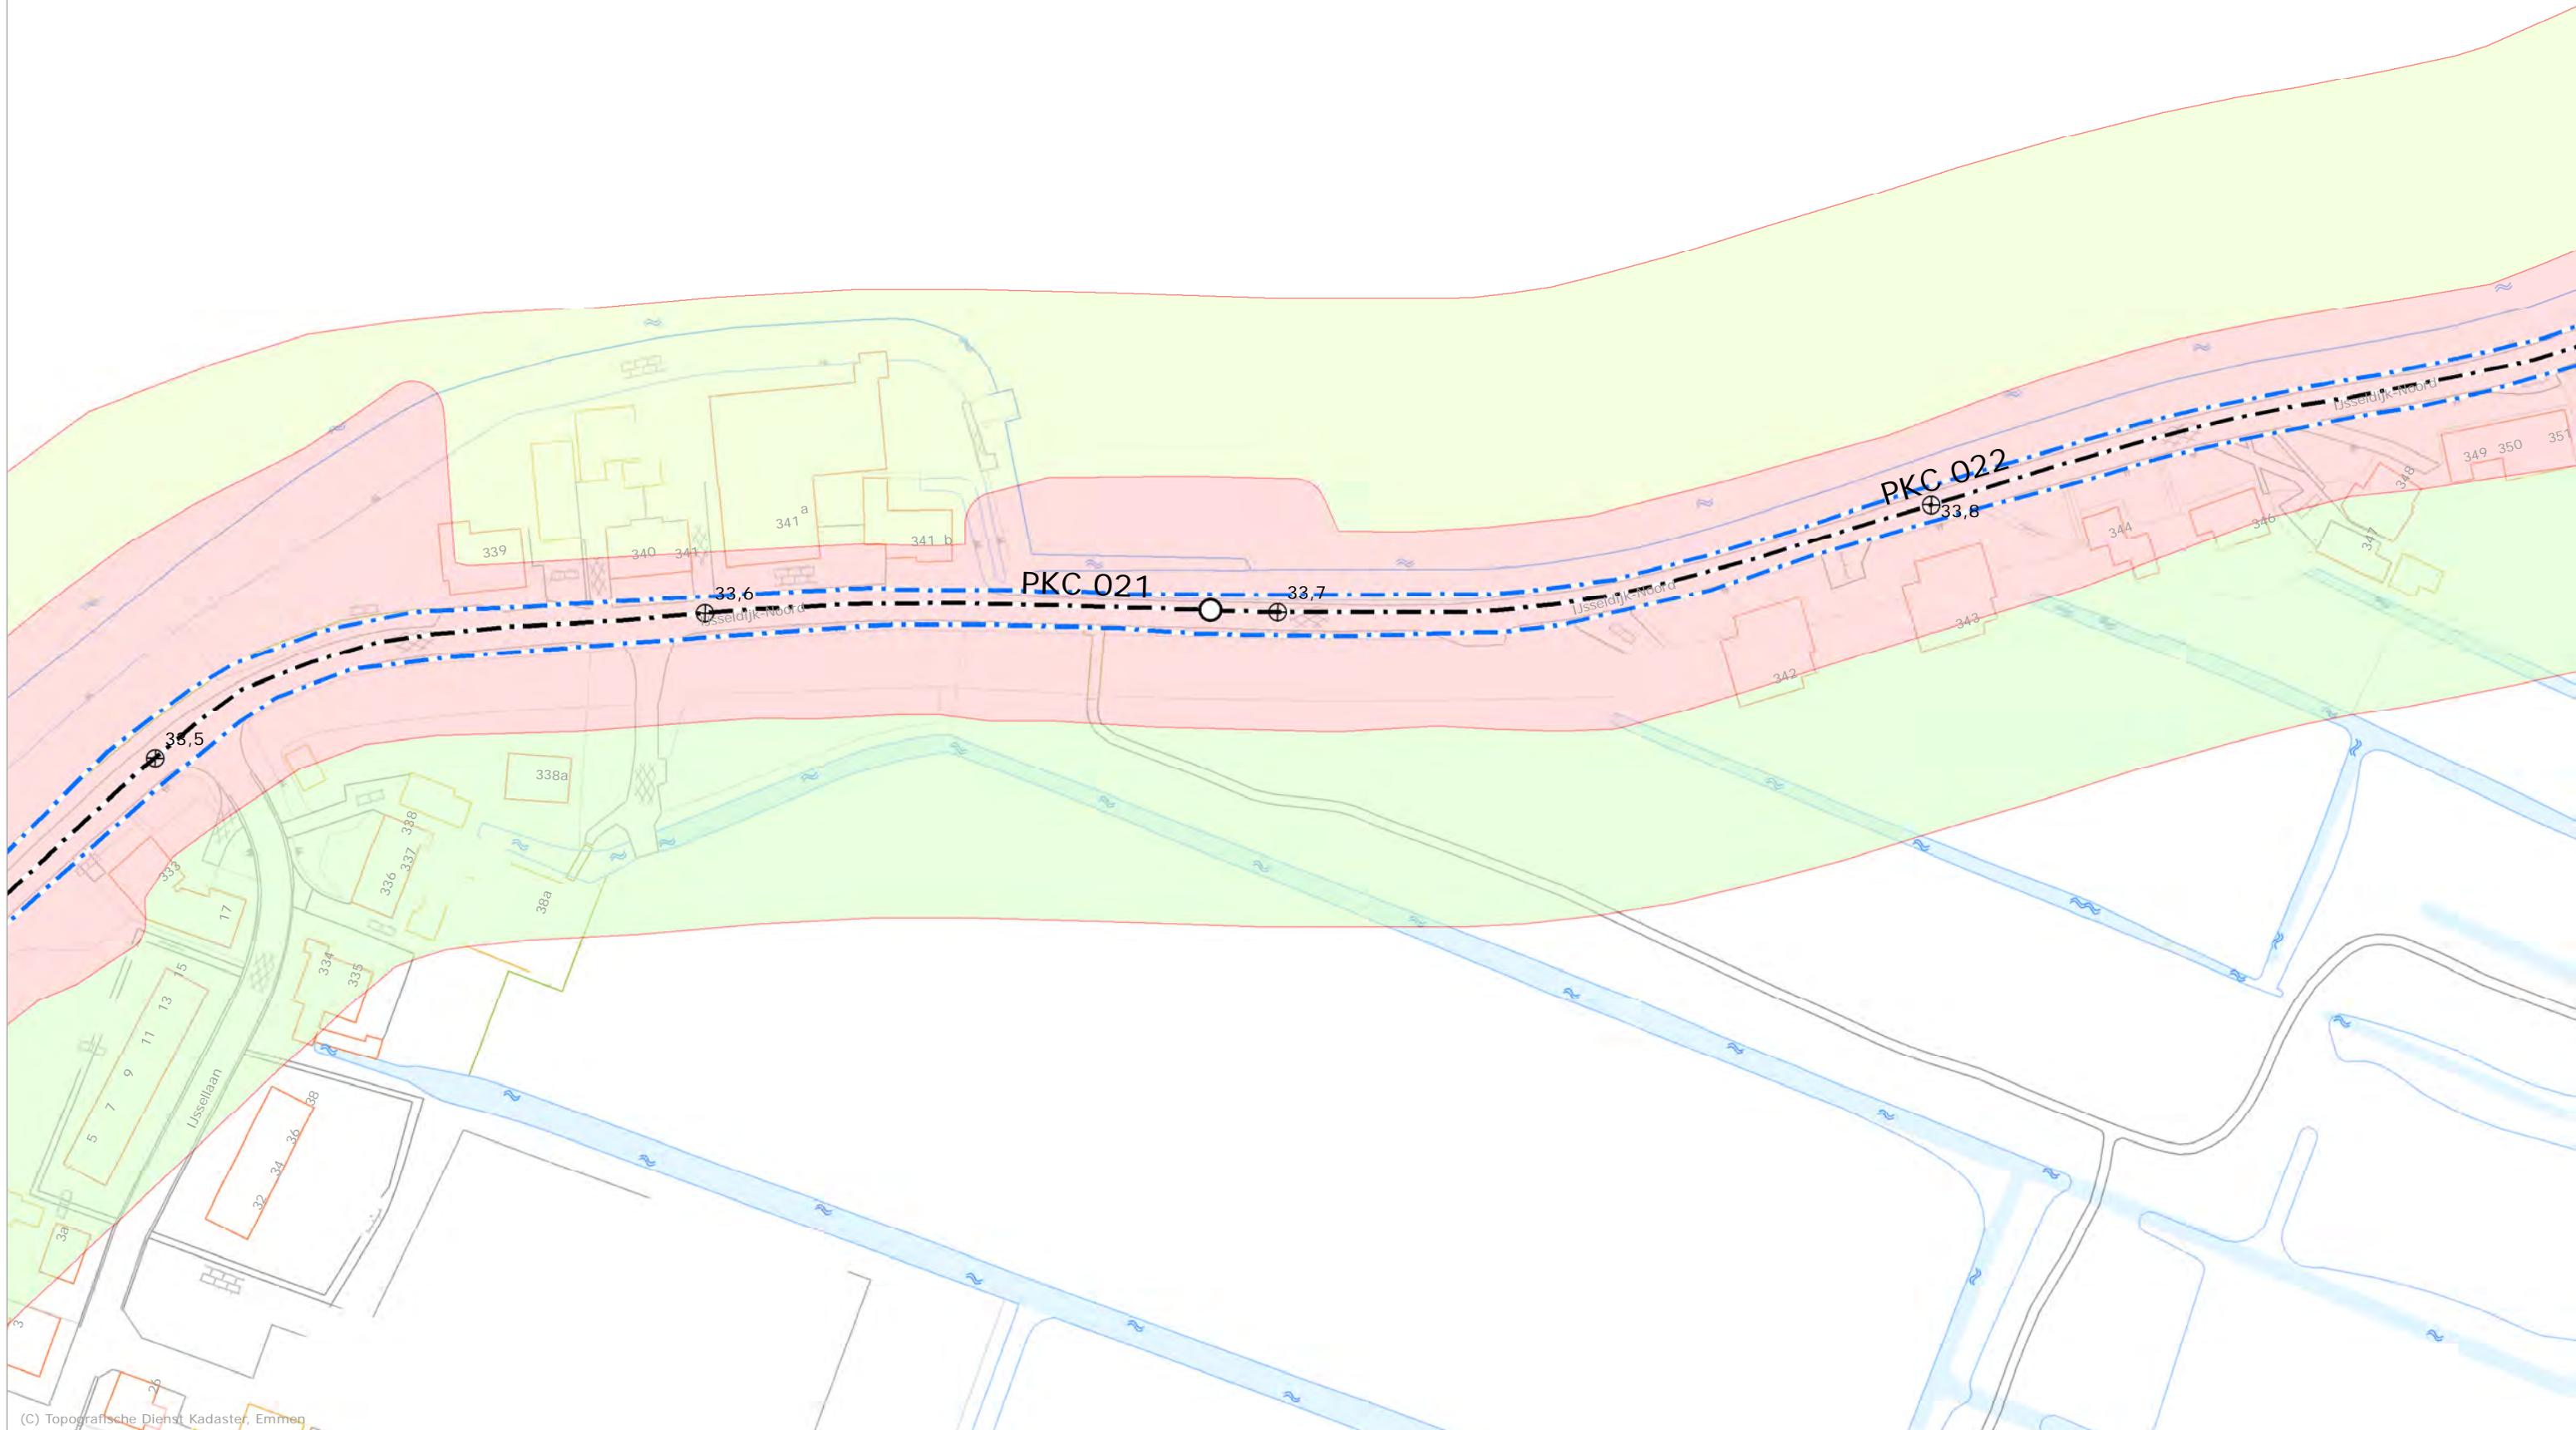 IJsseldijk-Noord
349 350 351
348
PKC 022
33,8
344
346
347
341 a
341 b
339
340 341
PKC 021
33,6
33,7
IJsseldijk-Noord
IJsseldijk-Noord
343
342
33,5
338a
338
337
336
333
17
38a
334
335
15
13
11
9
7
5
IJssellaan
38
36
34
32
3a
3
26
(C) Topografische Dienst Kadaster, Emmen